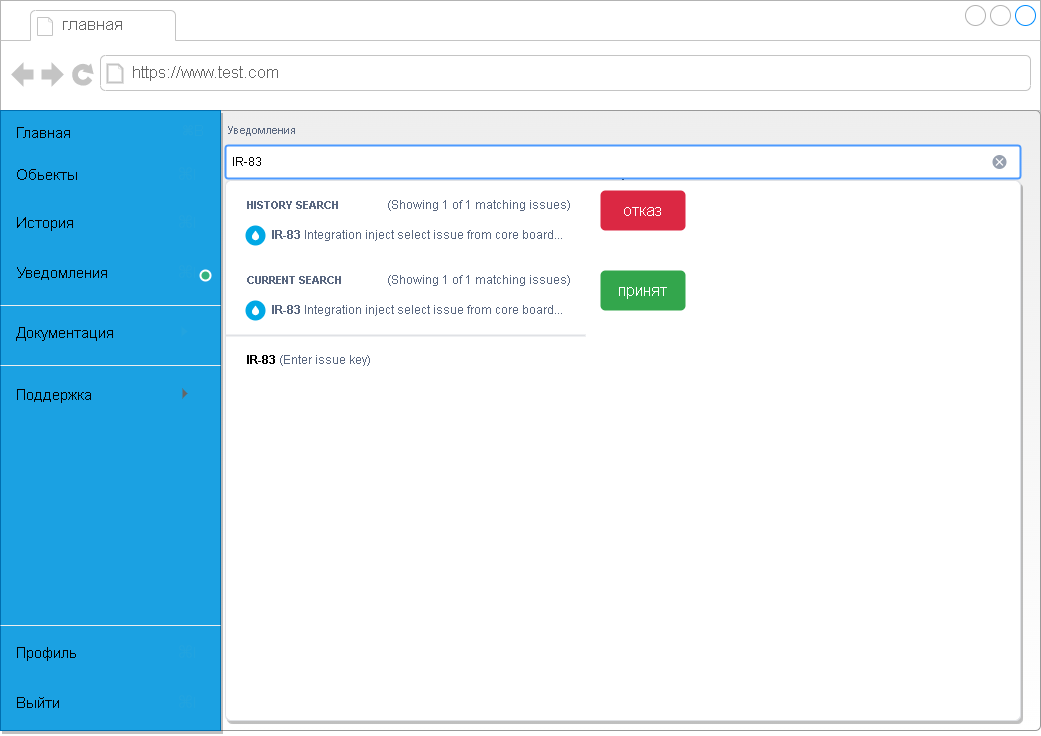 главная
https://www.test.com
Главная
Обьекты
История
Уведомления
Документация
Поддержка
Профиль
Выйти
Уведомления
IR-83
HISTORY SEARCH (Showing 1 of 1 matching issues)
IR-83 Integration inject select issue from core board...
отказ
CURRENT SEARCH (Showing 1 of 1 matching issues)
IR-83 Integration inject select issue from core board...
принят
IR-83 (Enter issue key)